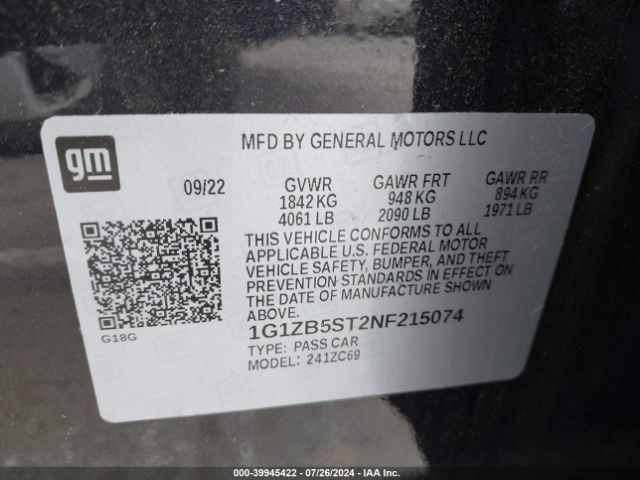 gm
MFD BY GENERAL MOTORS LLC
09/22 GVWR GAWR FRT GAWR RR
1842 KG 948 KG 894 KG
4061 LB 2090 LB 1971 LB
THIS VEHICLE CONFORMS TO ALL
APPLICABLE U.S. FEDERAL MOTOR
VEHICLE SAFETY, BUMPER, AND THEFT
PREVENTION STANDARDS IN EFFECT ON
THE DATE OF MANUFACTURE SHOWN
ABOVE.
G18G
1G1ZB5ST2NF215074
TYPE: PASS CAR
MODEL: 241ZC69
000-39945422 - 07/26/2024 - IAA Inc.